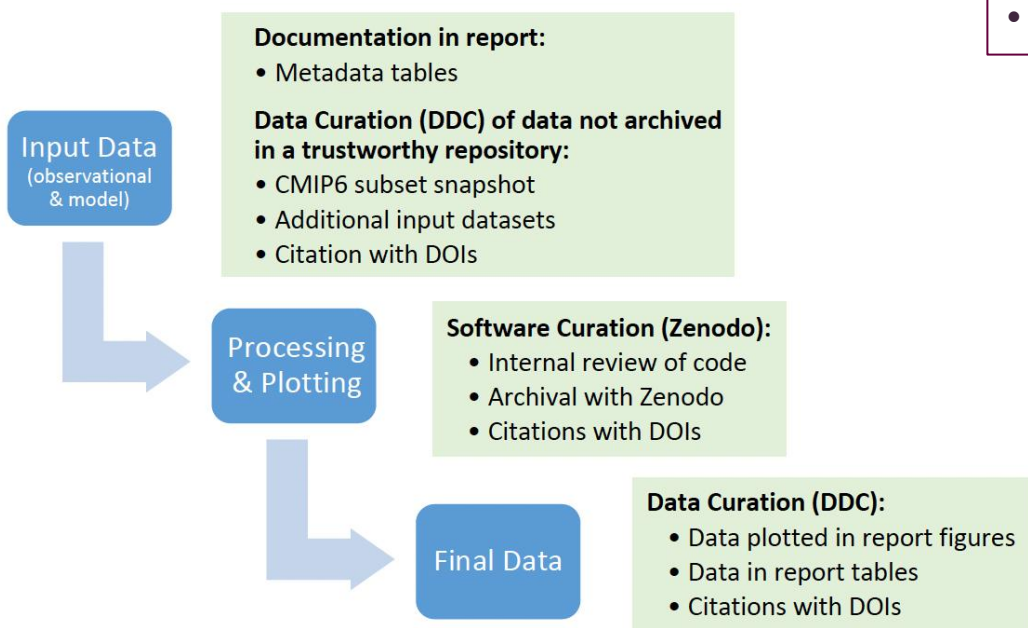 Documentation in report:
• Metadata tables
Data Curation (DDC) of data not archived
in a trustworthy repository:
• CMIP6 subset snapshot
• Additional input datasets
• Citation with DOIs
Input Data
(observational
& model)
Processing
& Plotting
Software Curation (Zenodo):
• Internal review of code
• Archival with Zenodo
• Citations with DOIs
Final Data
Data Curation (DDC):
• Data plotted in report figures
• Data in report tables
• Citations with DOIs